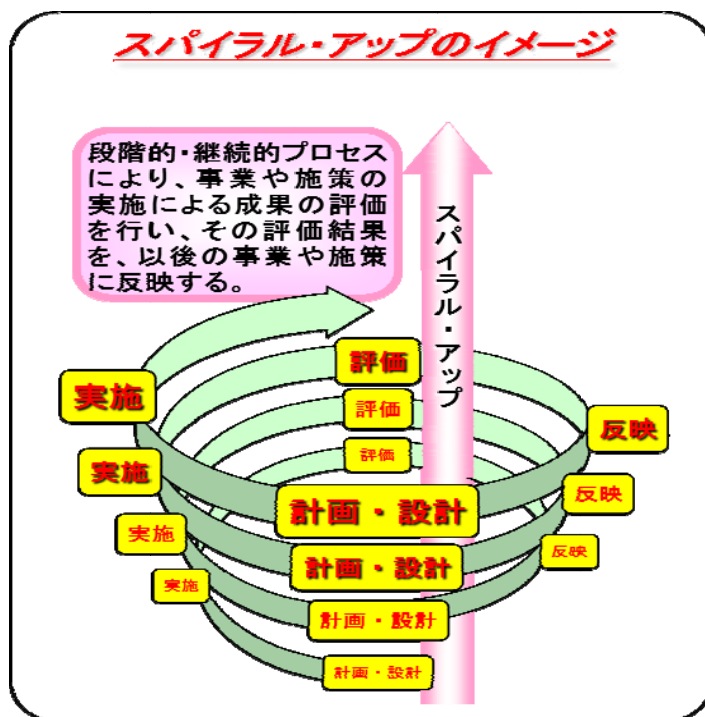 スパイラル・アップのイメージ
段階的・継続的プロセス
により、事業や施策の
実施による成果の評価
を行い、その評価結果
を、以後の事業や施策
に反映する。
スパイラル・アップ
評価
実施
評価
反映
評価
実施
反映
計画・設計
実施
反映
計画・設計
実施
計画・設計
計画・設計